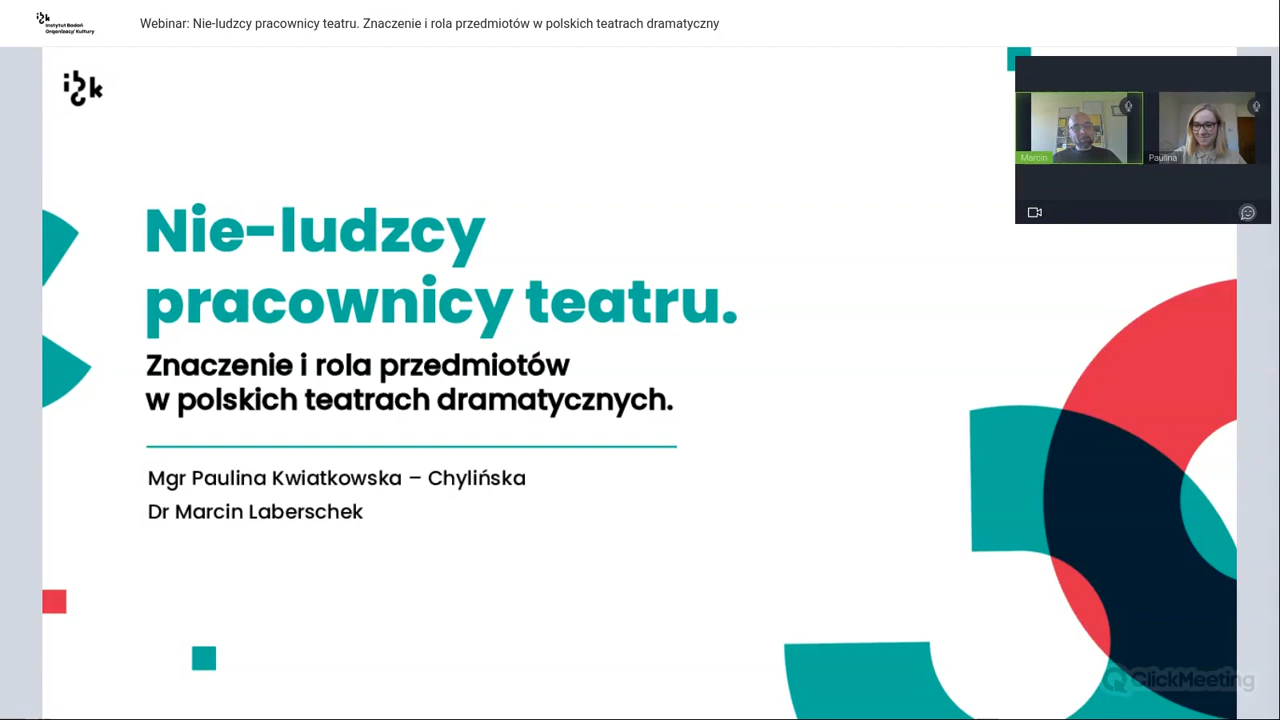 Instytut Badań
Organizacji Kultury
Webinar: Nie-ludzcy pracownicy teatru. Znaczenie i rola przedmiotów w polskich teatrach dramatyczny
ibok
Marcin
Paulina
Nie-ludzcy
pracownicy teatru.
Znaczenie i rola przedmiotów
w polskich teatrach dramatycznych.
Mgr Paulina Kwiatkowska – Chylińska
Dr Marcin Laberschek
ClickMeeting